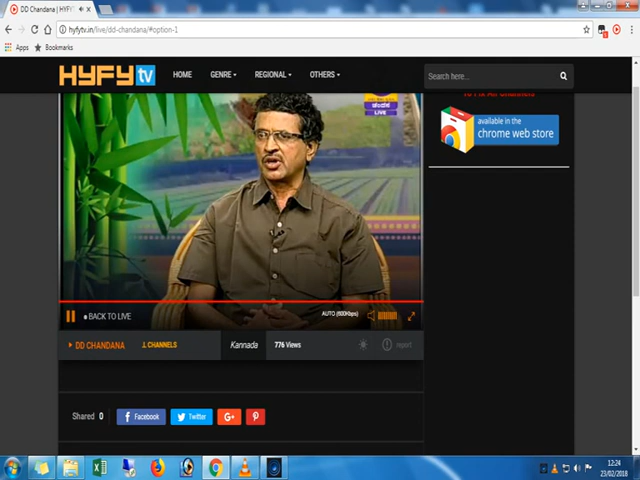 DD Chandana | HYFY
hyfytv.in/live/dd-chandana/#option-1
Apps Bookmarks
HYFY tv HOME GENRE REGIONAL OTHERS Search here...
ಚಂದನ
LIVE
available in the
chrome web store
BACK TO LIVE AUTO (600Kbps)
DD CHANDANA CHANNELS Kannada 776 Views report
Shared 0 Facebook Twitter G+
12:24
23/02/2018